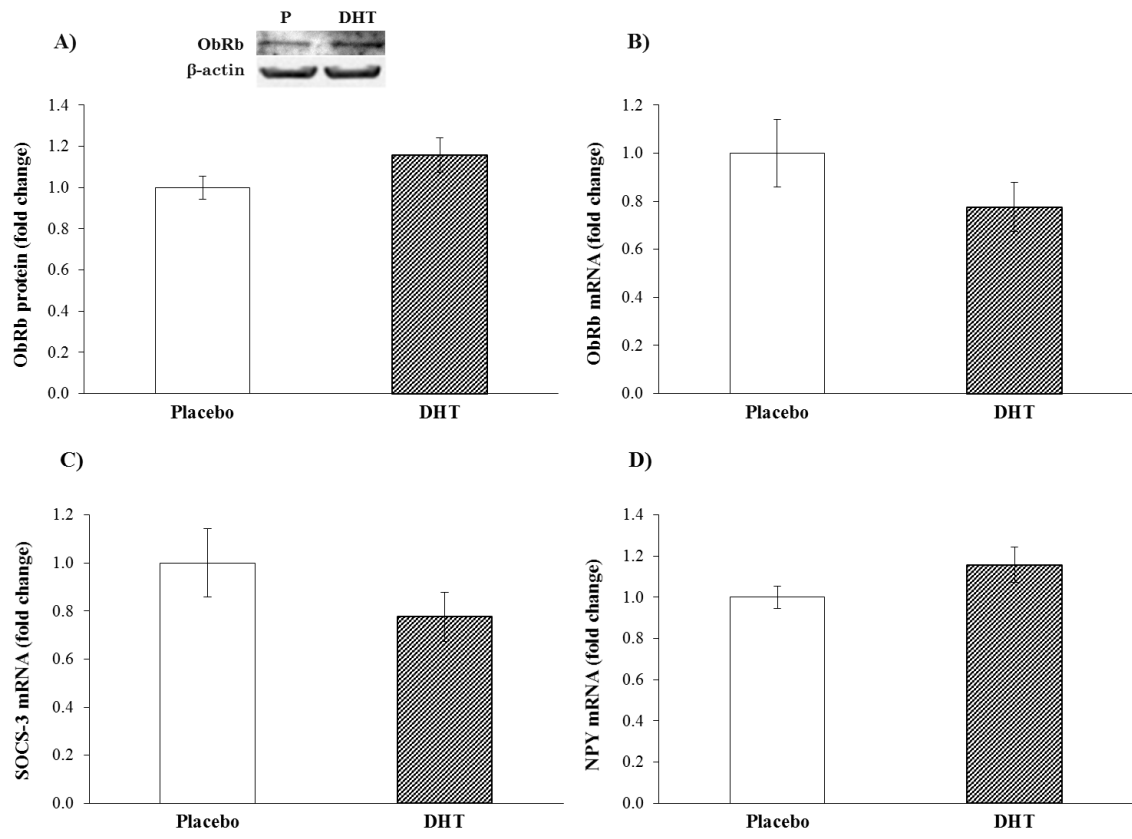 A)
P DHT
ObRb
β-actin
ObRb protein (fold change)
1.4
1.2
1.0
0.8
0.6
0.4
0.2
0.0
Placebo DHT
B)
ObRb mRNA (fold change)
1.2
1.0
0.8
0.6
0.4
0.2
0.0
Placebo DHT
C)
SOCS-3 mRNA (fold change)
1.2
1.0
0.8
0.6
0.4
0.2
0.0
Placebo DHT
D)
NPY mRNA (fold change)
1.4
1.2
1.0
0.8
0.6
0.4
0.2
0.0
Placebo DHT